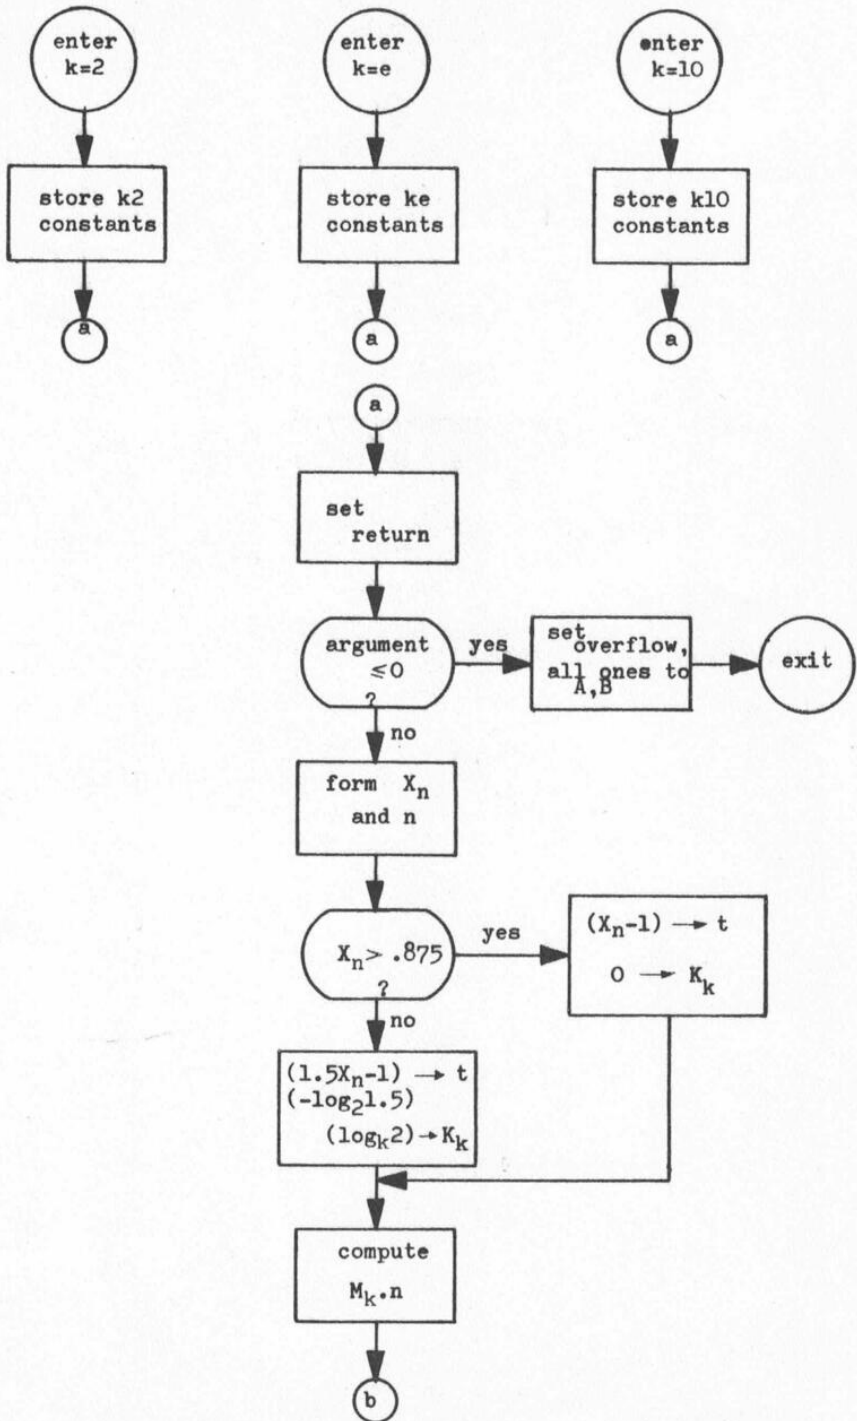 enter
k=2
enter
k=e
enter
k=10
store k2
constants
store ke
constants
store k10
constants
a
a
a
a
set
return
argument
≤0
?
yes
set
overflow,
all ones to
A,B
exit
no
form Xn
and n
Xn> .875
?
yes
(Xn-1) → t
0 → Kk
no
(1.5Xn-1) → t
(-log21.5)
(logk2)→Kk
compute
Mk.n
b